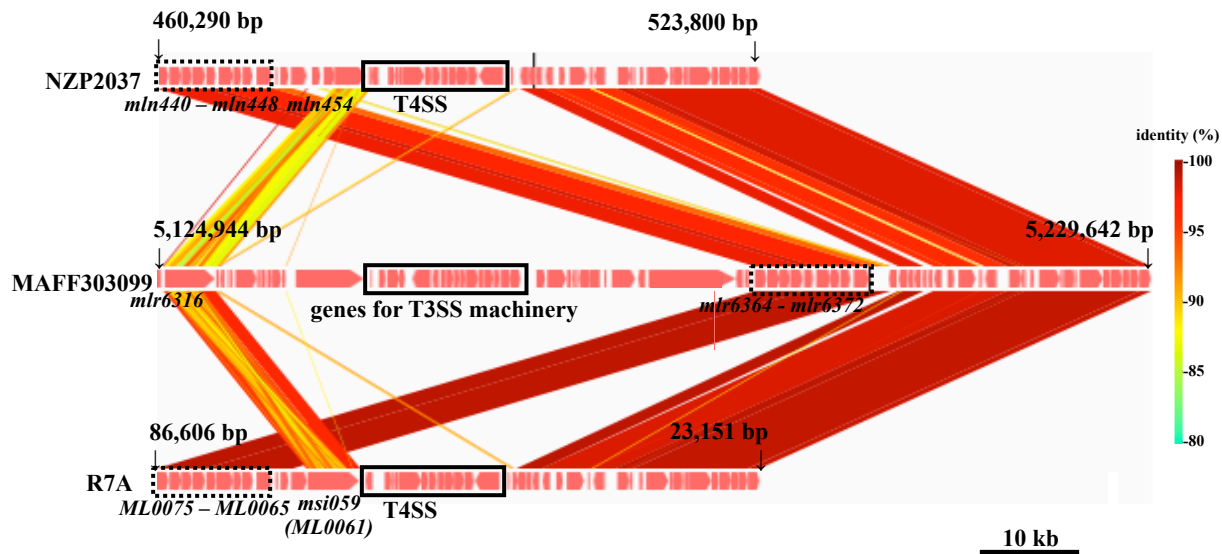 460,290 bp
523,800 bp
NZP2037
mln440 – mln448 mln454
T4SS
identity (%)
-100
-95
-90
-85
-80
5,124,944 bp
5,229,642 bp
MAFF303099
mlr6316
genes for T3SS machinery
mlr6364 - mlr6372
86,606 bp
23,151 bp
R7A
ML0075 – ML0065
msi059
(ML0061)
T4SS
10 kb